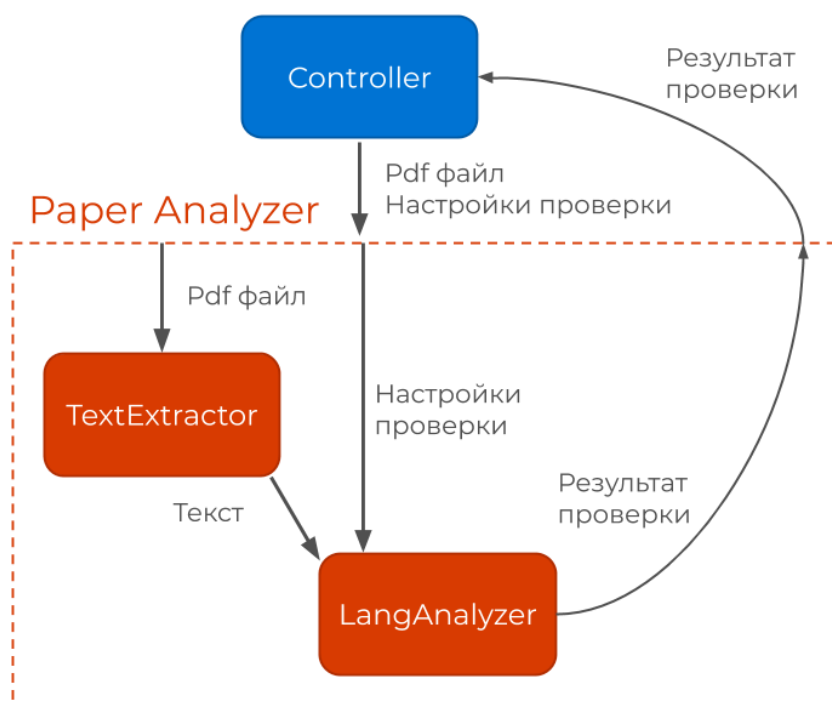 Controller
Результат
проверки
Pdf файл
Настройки проверки
Paper Analyzer
Pdf файл
TextExtractor
Настройки
проверки
Текст
Результат
проверки
LangAnalyzer